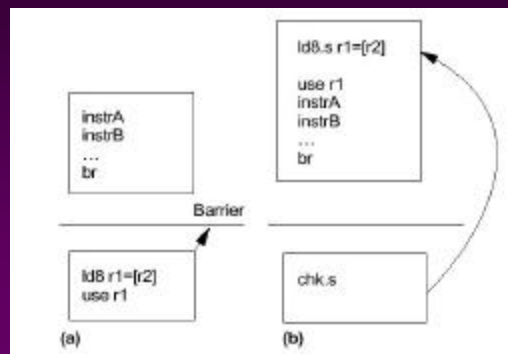 instrA
instrB
...
br
Barrier
ld8 r1=[r2]
use r1
(a)
ld8.s r1=[r2]
use r1
instrA
instrB
...
br
chk.s
(b)